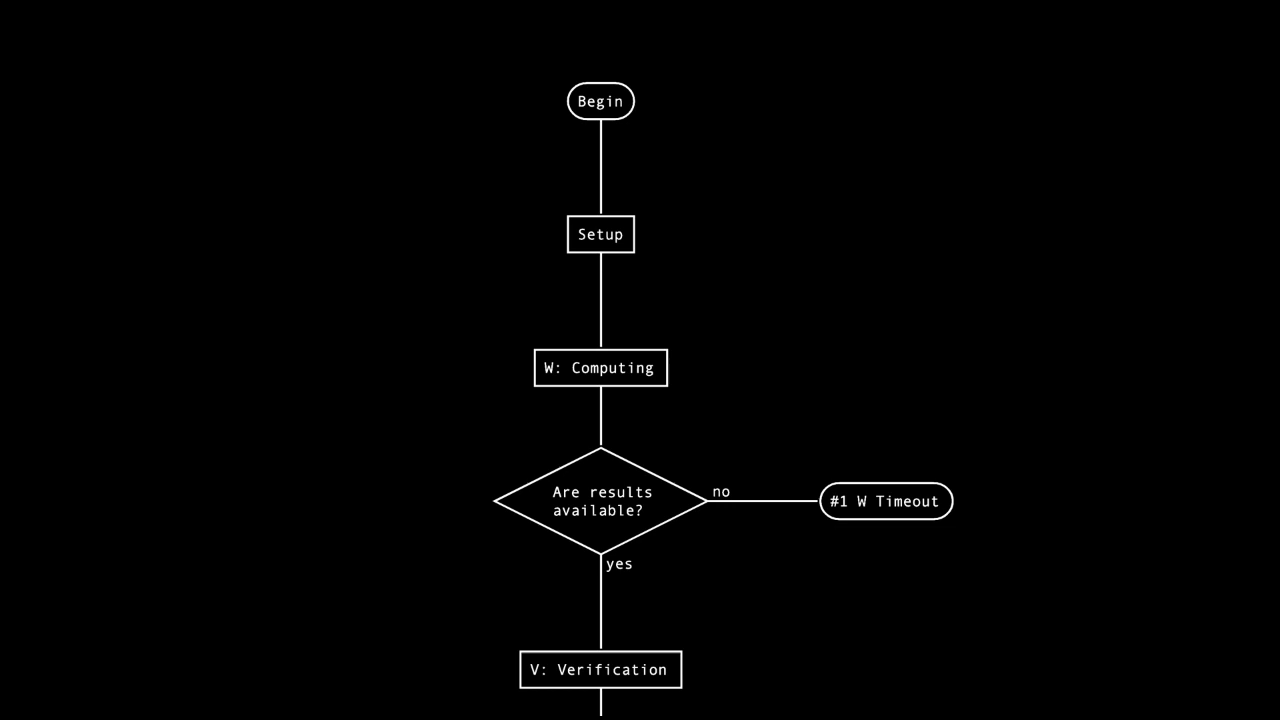 Begin
Setup
W: Computing
Are results
available?
no
#1 W Timeout
yes
V: Verification